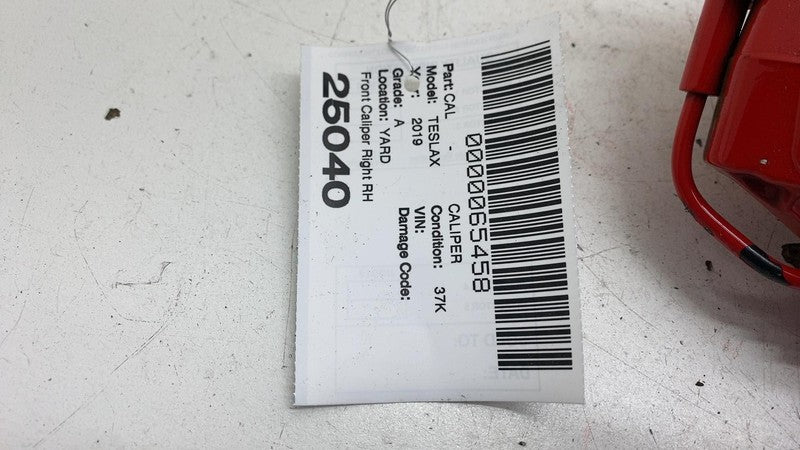 0000065458
Part: CAL - CALIPER
Model: TESLAX Condition: 37K
Year: 2019 VIN:
Grade: A Damage Code:
Location: YARD
Front Caliper Right RH
25040